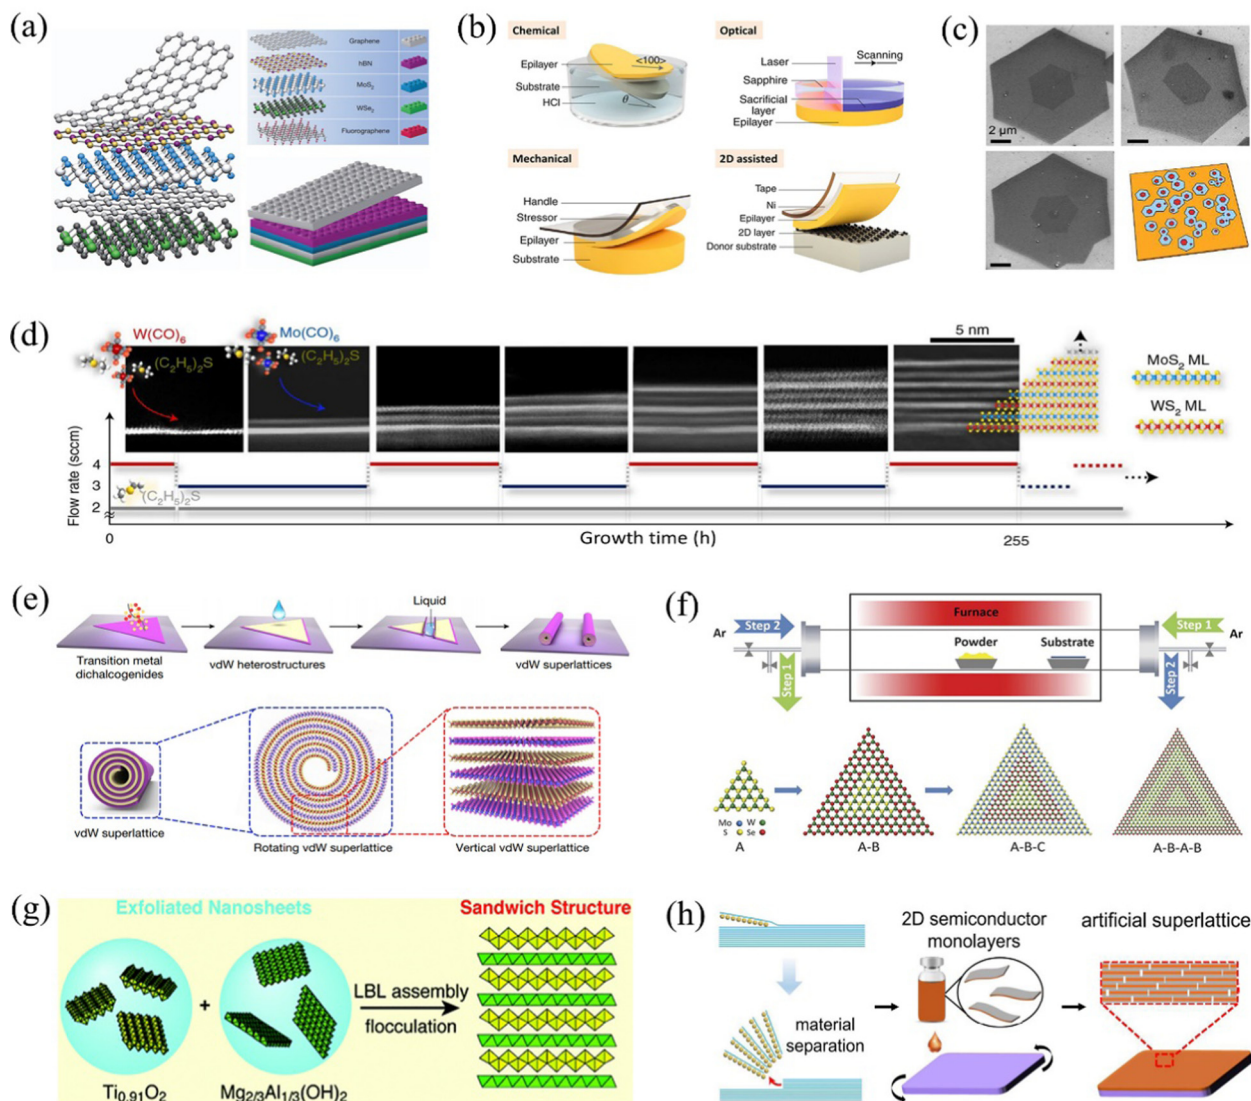 (a)
Graphene
hBN
MoS₂
WSe₂
Fluorographene
(b)
Chemical
Epilayer
<100>
Substrate
HCl
θ
Optical
Laser
Scanning
Sapphire
Sacrificial
layer
Epilayer
Mechanical
Handle
Stressor
Epilayer
Substrate
2D assisted
Tape
Ni
Epilayer
2D layer
Donor substrate
(c)
2 μm
4
(d)
W(CO)₆
(C₂H₅)₂S
Mo(CO)₆
(C₂H₅)₂S
5 nm
MoS₂ ML
WS₂ ML
Flow rate (sccm)
4
3
2
(C₂H₅)₂S
0
Growth time (h)
255
(e)
Liquid
Transition metal
dichalcogenides
vdW heterostructures
vdW superlattices
vdW superlattice
Rotating vdW superlattice
Vertical vdW superlattice
(f)
Furnace
Ar
Step 2
Step 1
Powder
Substrate
Step 1
Ar
Step 2
Mo
W
S
Se
A
A-B
A-B-C
A-B-A-B
(g)
Exfoliated Nanosheets
Sandwich Structure
+
LBL assembly
flocculation
Ti₀.₉₁O₂
Mg₂/₃Al₁/₃(OH)₂
(h)
2D semiconductor
monolayers
artificial superlattice
material
separation